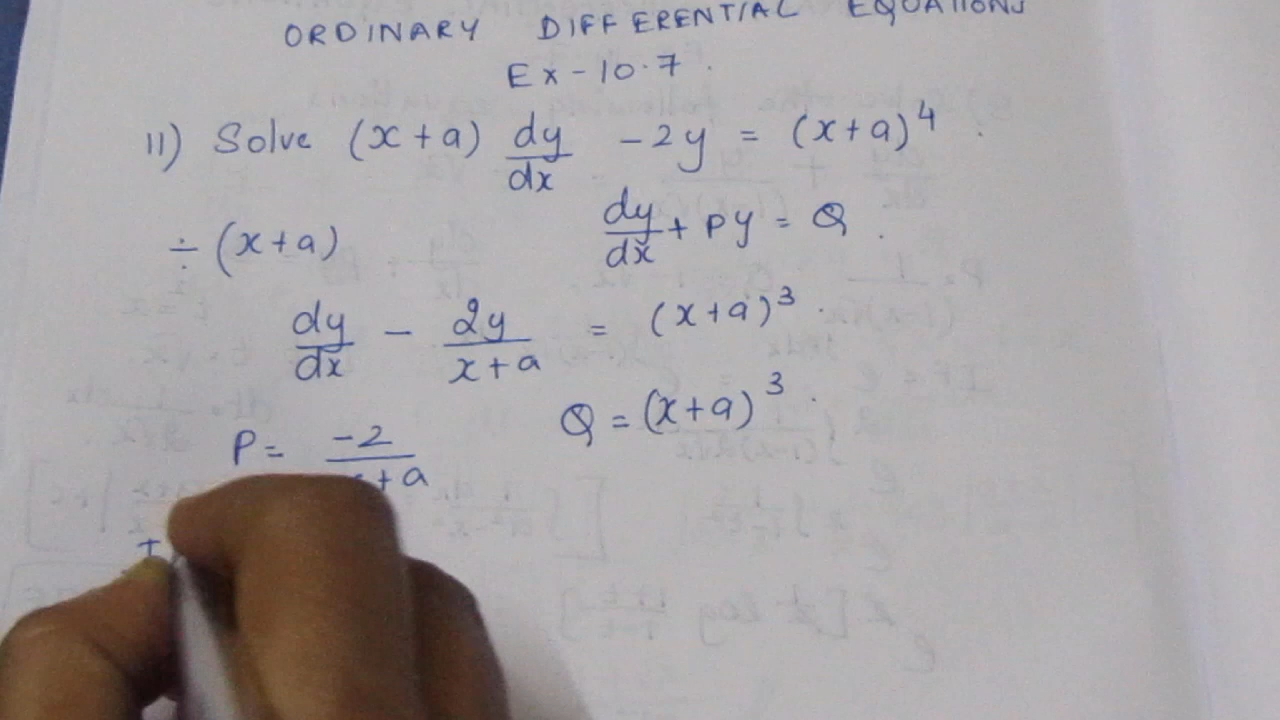 ORDINARY DIFFERENTIAL EQUATIONS
Ex - 10.7.
11) Solve (x+a) dy/dx - 2y = (x+a)^4.
÷ (x+a) dy/dx + Py = Q.
dy/dx - 2y/x+a = (x+a)^3.
P = -2/x+a Q = (x+a)^3.